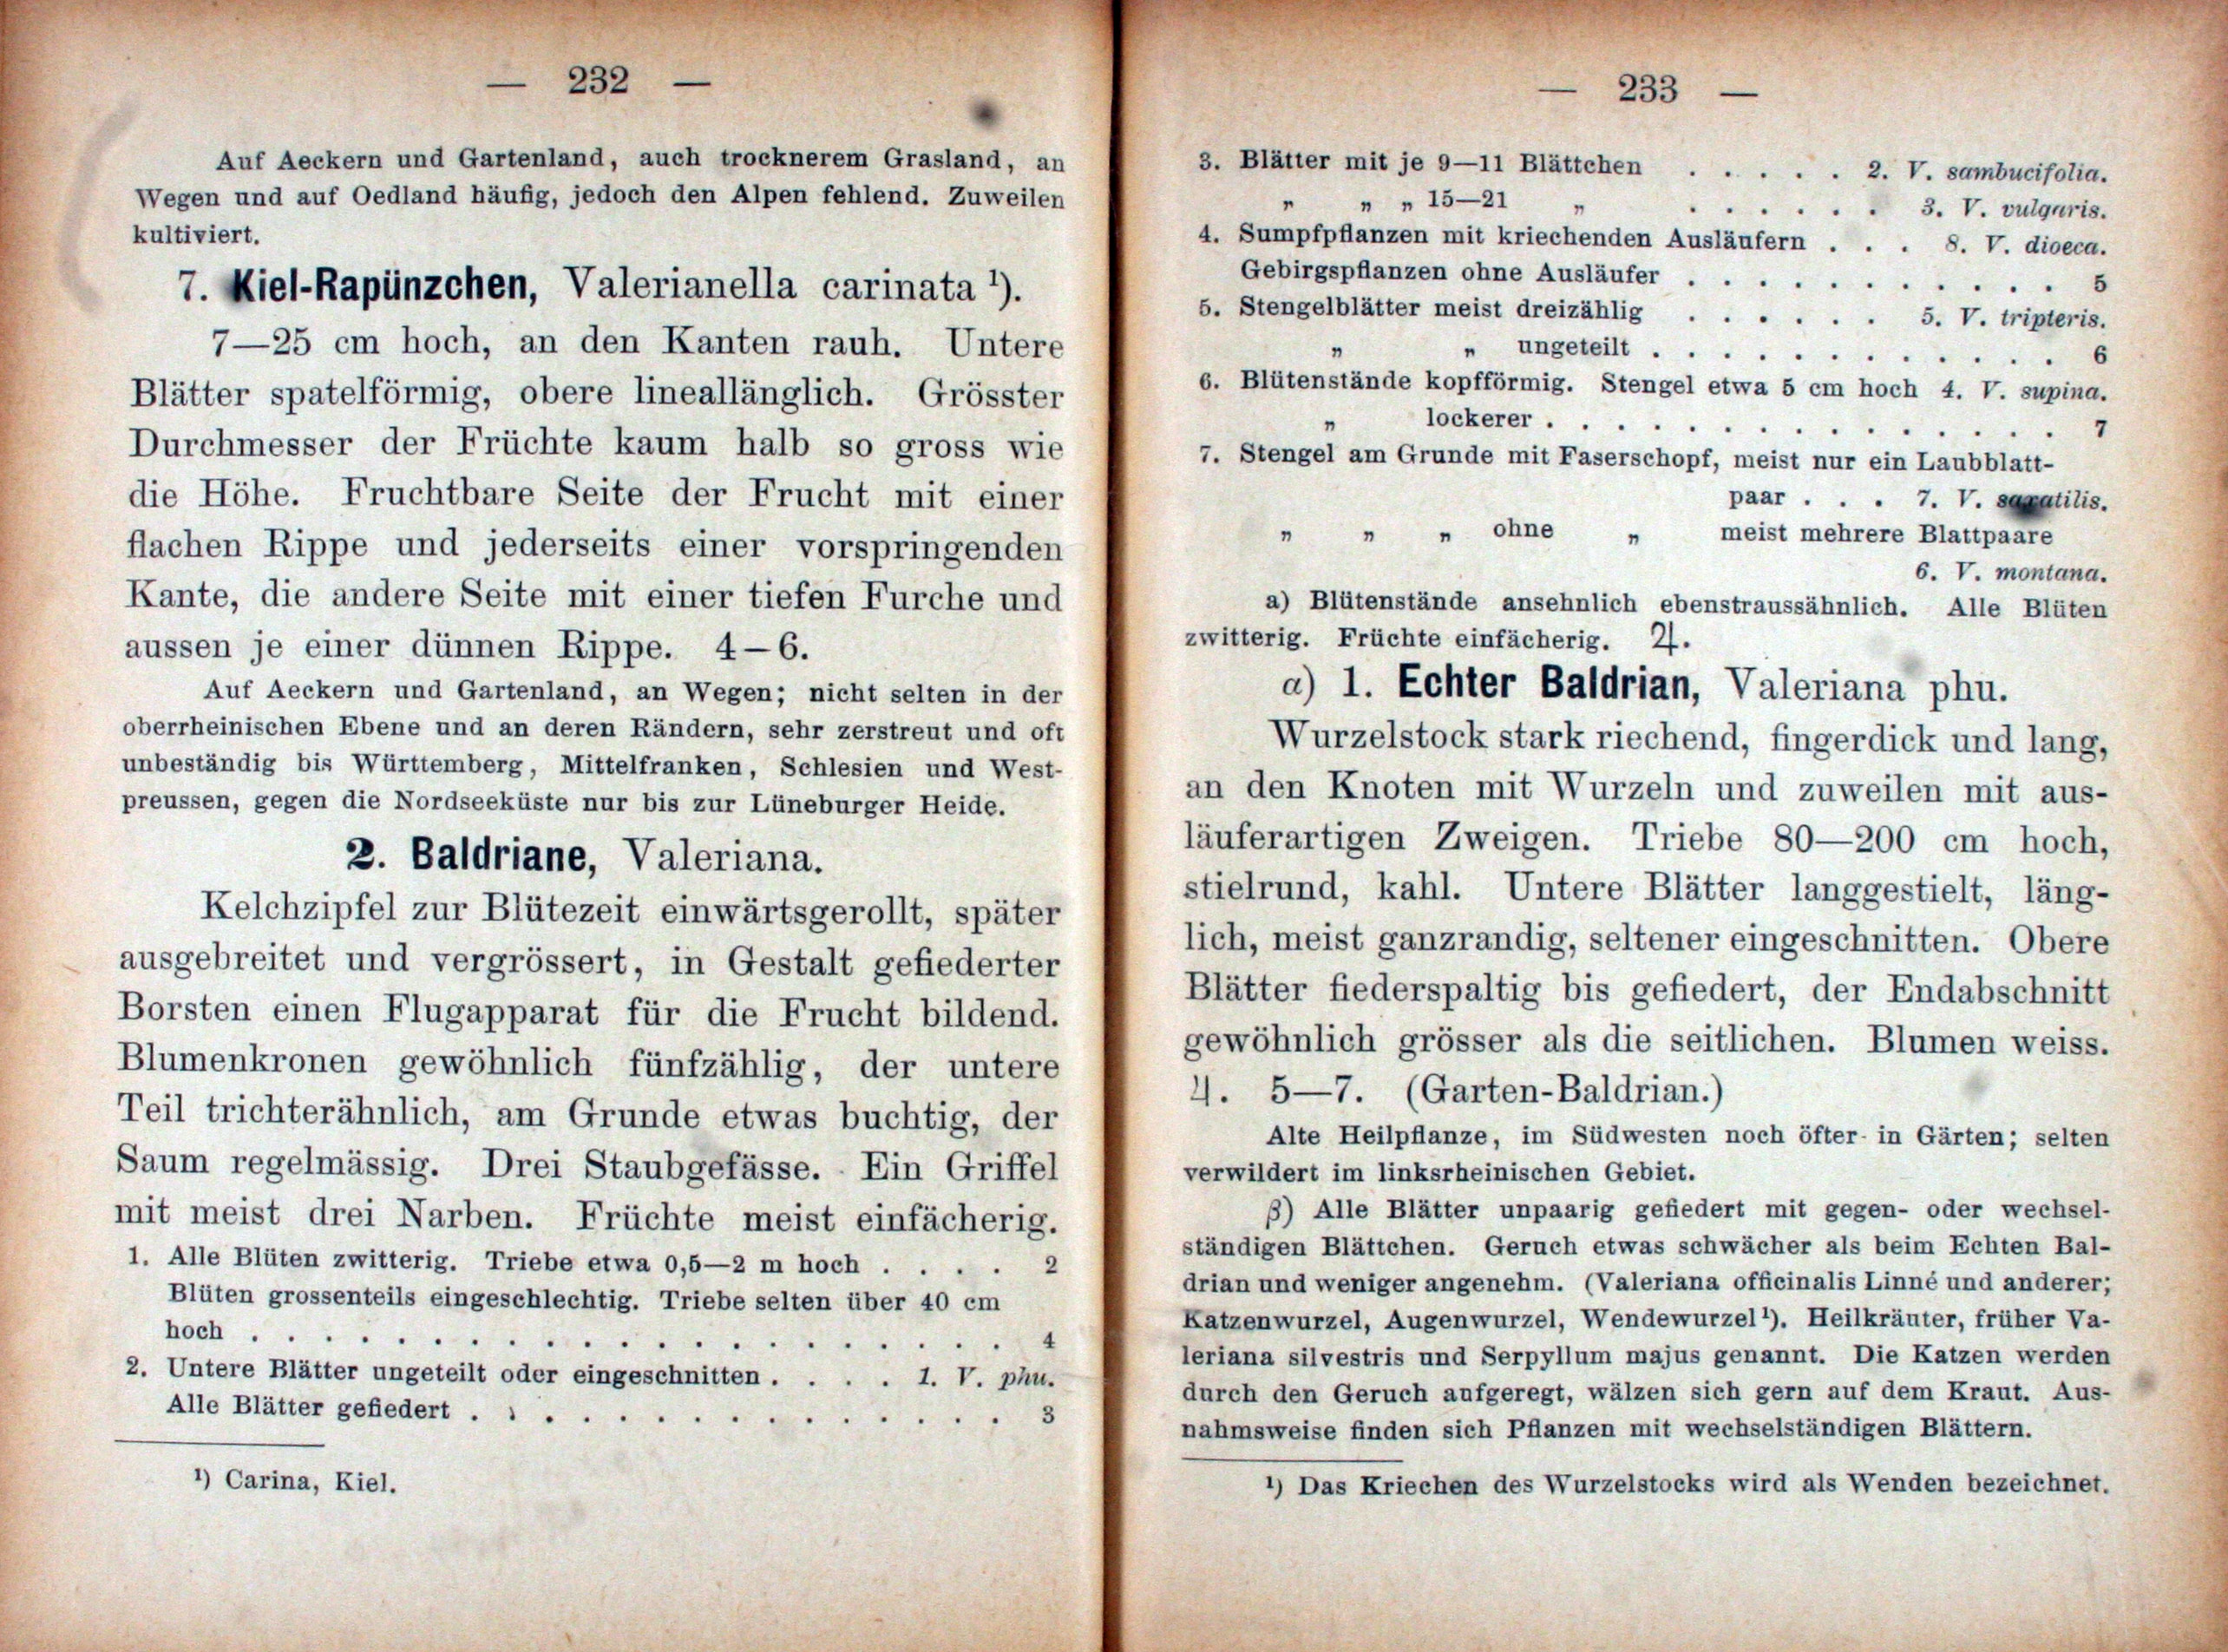 — 232 —
Auf Aeckern und Gartenland, auch trocknerem Grasland, an
Wegen und auf Oedland häufig, jedoch den Alpen fehlend. Zuweilen
kultiviert.
7. Kiel-Rapünzchen, Valerianella carinata ¹).
7—25 cm hoch, an den Kanten rauh. Untere
Blätter spatelförmig, obere lineallänglich. Grösster
Durchmesser der Früchte kaum halb so gross wie
die Höhe. Fruchtbare Seite der Frucht mit einer
flachen Rippe und jederseits einer vorspringenden
Kante, die andere Seite mit einer tiefen Furche und
aussen je einer dünnen Rippe. 4–6.
Auf Aeckern und Gartenland, an Wegen; nicht selten in der
oberrheinischen Ebene und an deren Rändern, sehr zerstreut und oft
unbeständig bis Württemberg, Mittelfranken, Schlesien und West-
preussen, gegen die Nordseeküste nur bis zur Lüneburger Heide.
2. Baldriane, Valeriana.
Kelchzipfel zur Blütezeit einwärtsgerollt, später
ausgebreitet und vergrössert, in Gestalt gefiederter
Borsten einen Flugapparat für die Frucht bildend.
Blumenkronen gewöhnlich fünfzählig, der untere
Teil trichterähnlich, am Grunde etwas buchtig, der
Saum regelmässig. Drei Staubgefässe. Ein Griffel
mit meist drei Narben. Früchte meist einfächerig.
1. Alle Blüten zwitterig. Triebe etwa 0,5—2 m hoch . . . . 2
Blüten grossenteils eingeschlechtig. Triebe selten über 40 cm
hoch . . . . . . . . . . . . . . . . . . . . . 4
2. Untere Blätter ungeteilt oder eingeschnitten . . . . 1. V. phu.
Alle Blätter gefiedert . . . . . . . . . . . . . . . 3
¹) Carina, Kiel.
— 233 —
3. Blätter mit je 9—11 Blättchen . . . . . 2. V. sambucifolia.
„ „ „ 15—21 „ . . . . . . 3. V. vulgaris.
4. Sumpfpflanzen mit kriechenden Ausläufern . . . 8. V. dioeca.
Gebirgspflanzen ohne Ausläufer . . . . . . . . . . . 5
5. Stengelblätter meist dreizählig . . . . . . 5. V. tripteris.
„ „ ungeteilt . . . . . . . . . . . . 6
6. Blütenstände kopfförmig. Stengel etwa 5 cm hoch 4. V. supina.
„ lockerer . . . . . . . . . . . . . . . 7
7. Stengel am Grunde mit Faserschopf, meist nur ein Laubblatt-
paar . . . 7. V. saxatilis.
„ „ „ ohne „ meist mehrere Blattpaare
6. V. montana.
a) Blütenstände ansehnlich ebenstraussähnlich. Alle Blüten
zwitterig. Früchte einfächerig. ♃.
α) 1. Echter Baldrian, Valeriana phu.
Wurzelstock stark riechend, fingerdick und lang,
an den Knoten mit Wurzeln und zuweilen mit aus-
läuferartigen Zweigen. Triebe 80—200 cm hoch,
stielrund, kahl. Untere Blätter langgestielt, läng-
lich, meist ganzrandig, seltener eingeschnitten. Obere
Blätter fiederspaltig bis gefiedert, der Endabschnitt
gewöhnlich grösser als die seitlichen. Blumen weiss.
♃. 5—7. (Garten-Baldrian.)
Alte Heilpflanze, im Südwesten noch öfter in Gärten; selten
verwildert im linksrheinischen Gebiet.
β) Alle Blätter unpaarig gefiedert mit gegen- oder wechsel-
ständigen Blättchen. Geruch etwas schwächer als beim Echten Bal-
drian und weniger angenehm. (Valeriana officinalis Linné und anderer;
Katzenwurzel, Augenwurzel, Wendewurzel¹). Heilkräuter, früher Va-
leriana silvestris und Serpyllum majus genannt. Die Katzen werden
durch den Geruch aufgeregt, wälzen sich gern auf dem Kraut. Aus-
nahmsweise finden sich Pflanzen mit wechselständigen Blättern.
¹) Das Kriechen des Wurzelstocks wird als Wenden bezeichnet.